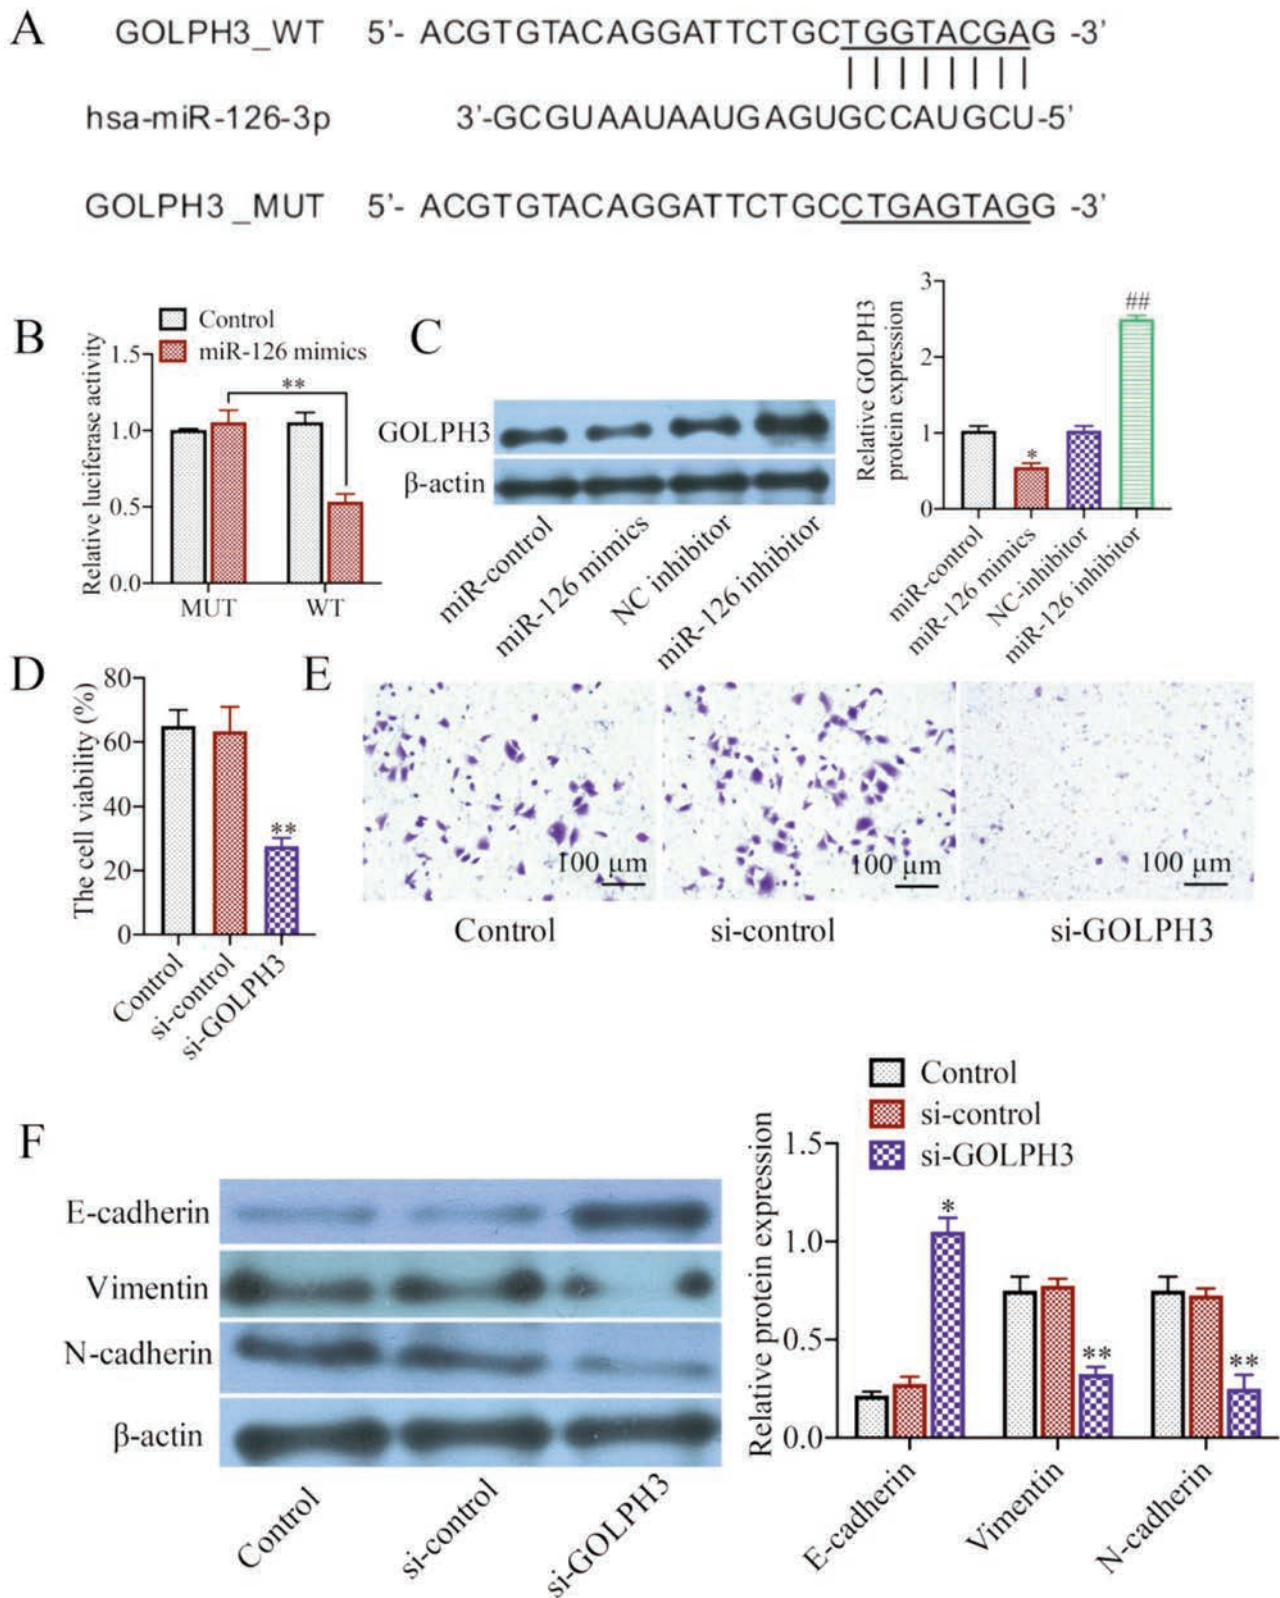 A
GOLPH3_WT 5'- ACGTGTACAGGATTCTGCTGGTACGAG -3'
hsa-miR-126-3p 3'-GCGUAAUAAUGAGUGCCAUGCU-5'
GOLPH3_MUT 5'- ACGTGTACAGGATTCTGCCTGAGTAGG -3'
B
Control
miR-126 mimics
Relative luciferase activity
1.5
1.0
0.5
0.0
**
MUT WT
C
GOLPH3
β-actin
miR-control
miR-126 mimics
NC inhibitor
miR-126 inhibitor
Relative GOLPH3
protein expression
3
2
1
0
*
##
miR-control
miR-126 mimics
NC-inhibitor
miR-126 inhibitor
D
The cell viability (%)
80
60
40
20
0
**
Control
si-control
si-GOLPH3
E
100 µm 100 µm 100 µm
Control si-control si-GOLPH3
F
E-cadherin
Vimentin
N-cadherin
β-actin
Control
si-control
si-GOLPH3
Control
si-control
si-GOLPH3
Relative protein expression
1.5
1.0
0.5
0.0
*
**
**
E-cadherin
Vimentin
N-cadherin